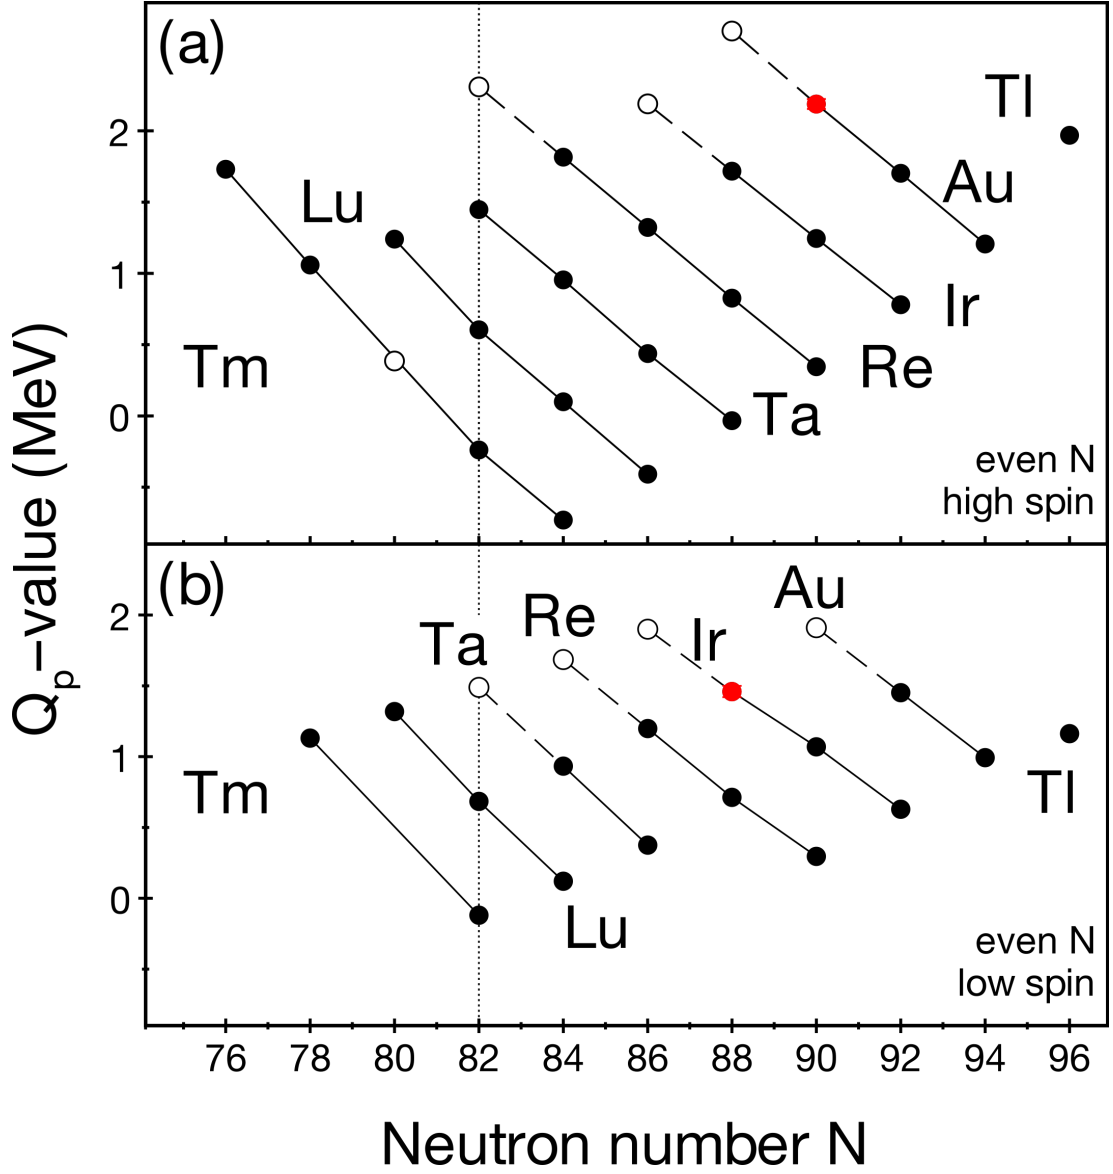 (a)
Tl
Lu
Au
Tm
Ir
Re
Ta
even N
high spin
2
1
0
Qp−value (MeV)
(b)
Au
Re
Ta
Ir
Tm
Tl
Lu
even N
low spin
2
1
0
76 78 80 82 84 86 88 90 92 94 96
Neutron number N